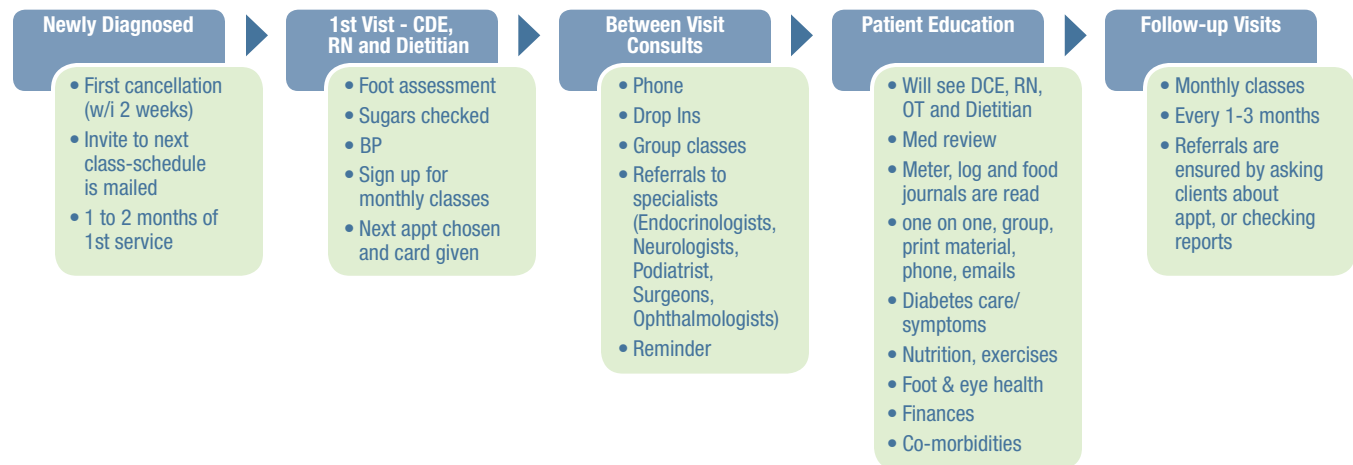 Newly Diagnosed
• First cancellation
(w/i 2 weeks)
• Invite to next
class-schedule
is mailed
• 1 to 2 months of
1st service
1st Vist - CDE,
RN and Dietitian
• Foot assessment
• Sugars checked
• BP
• Sign up for
monthly classes
• Next appt chosen
and card given
Between Visit
Consults
• Phone
• Drop Ins
• Group classes
• Referrals to
specialists
(Endocrinologists,
Neurologists,
Podiatrist,
Surgeons,
Ophthalmologists)
• Reminder
Patient Education
• Will see DCE, RN,
OT and Dietitian
• Med review
• Meter, log and food
journals are read
• one on one, group,
print material,
phone, emails
• Diabetes care/
symptoms
• Nutrition, exercises
• Foot & eye health
• Finances
• Co-morbidities
Follow-up Visits
• Monthly classes
• Every 1-3 months
• Referrals are
ensured by asking
clients about
appt, or checking
reports